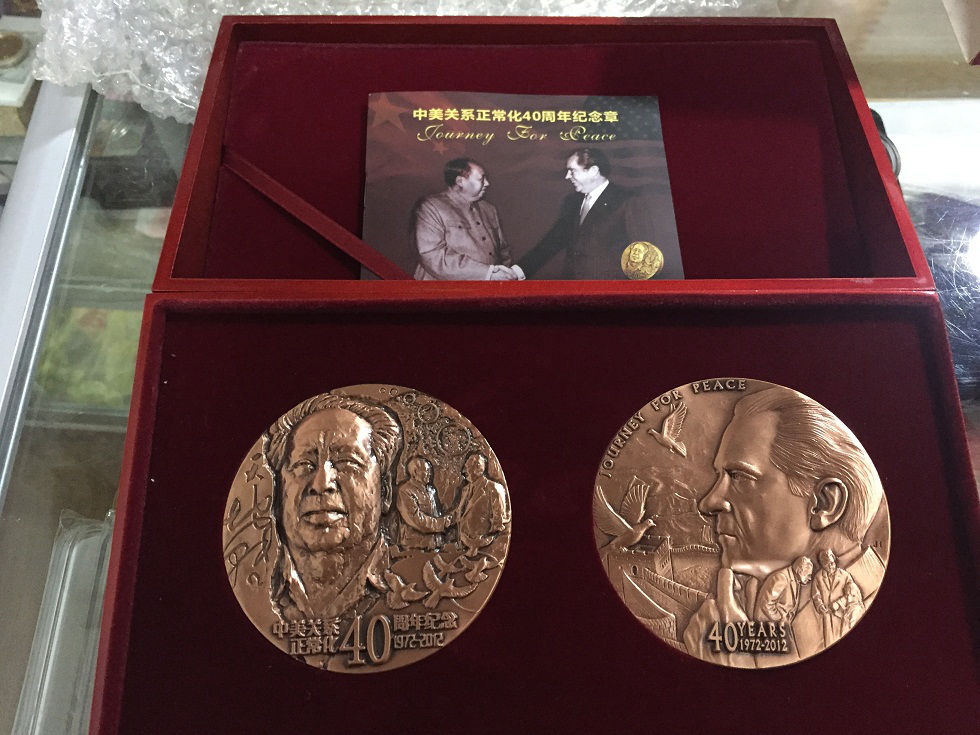 中美关系正常化40周年纪念章
Journey For Peace
中美关系
正常化
40
周年纪念
1972-2012
JOURNEY FOR PEACE
40 YEARS
1972-2012